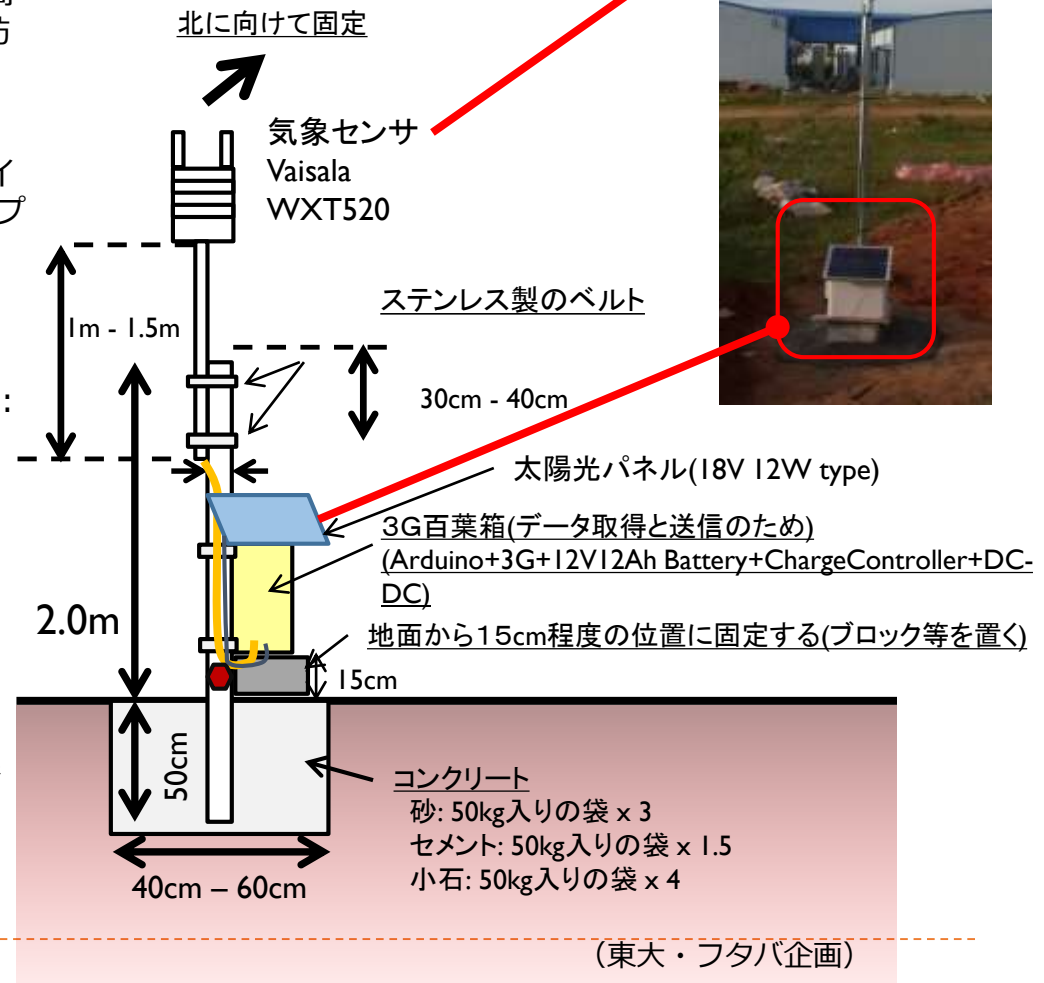 北に向けて固定
気象センサ
Vaisala
WXT520
イ
プ
ステンレス製のベルト
1m - 1.5m
30cm - 40cm
:
太陽光パネル(18V 12W type)
3G百葉箱(データ取得と送信のため)
(Arduino+3G+12V12Ah Battery+ChargeController+DC-
DC)
2.0m
地面から15cm程度の位置に固定する(ブロック等を置く)
15cm
50cm
コンクリート
砂: 50kg入りの袋 x 3
セメント: 50kg入りの袋 x 1.5
小石: 50kg入りの袋 x 4
40cm – 60cm
（東大・フタバ企画）